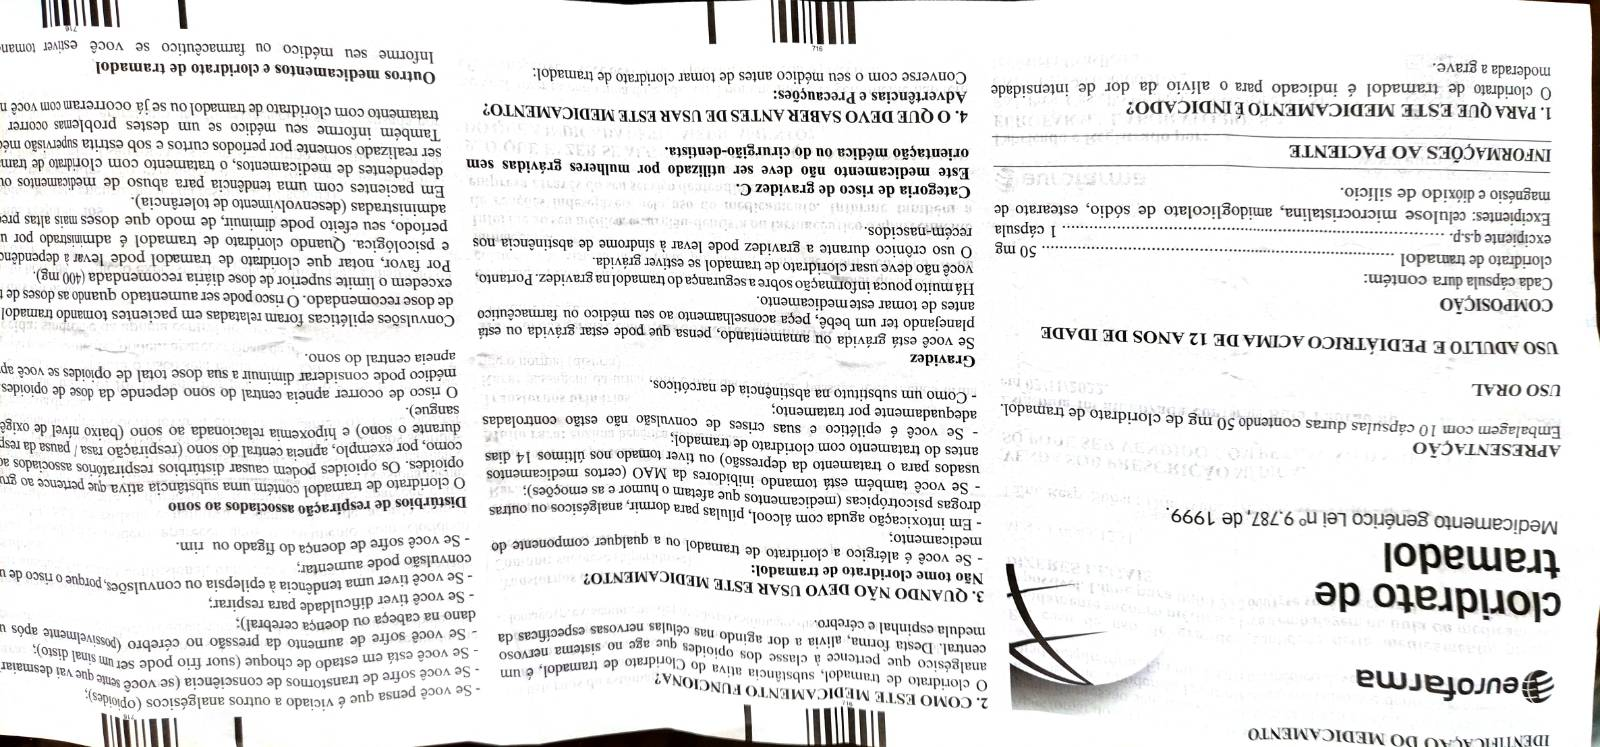 IDENTIFICAÇÃO DO MEDICAMENTO
eurofarma
cloridrato de
tramadol
Medicamento genérico Lei nº 9.787, de 1999.
APRESENTAÇÃO
Embalagem com 10 cápsulas duras contendo 50 mg de cloridrato de tramadol.
USO ORAL
USO ADULTO E PEDIÁTRICO ACIMA DE 12 ANOS DE IDADE
COMPOSIÇÃO
Cada cápsula dura contém:
cloridrato de tramadol ........................................................ 50 mg
excipiente q.s.p. ........................................................ 1 cápsula
Excipientes: celulose microcristalina, amidoglicolato de sódio, estearato de
magnésio e dióxido de silício.
INFORMAÇÕES AO PACIENTE
1. PARA QUE ESTE MEDICAMENTO É INDICADO?
O cloridrato de tramadol é indicado para o alívio da dor de intensidade
moderada a grave.
716
2. COMO ESTE MEDICAMENTO FUNCIONA?
O cloridrato de tramadol, substância ativa do Cloridrato de tramadol, é um
analgésico que pertence à classe dos opioides que age no sistema nervoso
central. Desta forma, alivia a dor agindo nas células nervosas específicas da
medula espinhal e cérebro.
3. QUANDO NÃO DEVO USAR ESTE MEDICAMENTO?
Não tome cloridrato de tramadol:
- Se você é alérgico a cloridrato de tramadol ou a qualquer componente do
medicamento;
- Em intoxicação aguda com álcool, pílulas para dormir, analgésicos ou outras
drogas psicotrópicas (medicamentos que afetam o humor e as emoções);
- Se você também está tomando inibidores da MAO (certos medicamentos
usados para o tratamento da depressão) ou tiver tomado nos últimos 14 dias
antes do tratamento com cloridrato de tramadol;
- Se você é epilético e suas crises de convulsão não estão controladas
adequadamente por tratamento;
- Como um substituto na abstinência de narcóticos.
Gravidez
Se você está grávida ou amamentando, pensa que pode estar grávida ou está
planejando ter um bebê, peça aconselhamento ao seu médico ou farmacêutico
antes de tomar este medicamento.
Há muito pouca informação sobre a segurança do tramadol na gravidez. Portanto,
você não deve usar cloridrato de tramadol se estiver grávida.
O uso crônico durante a gravidez pode levar à síndrome de abstinência nos
recém-nascidos.
Categoria de risco de gravidez C.
Este medicamento não deve ser utilizado por mulheres grávidas sem
orientação médica ou do cirurgião-dentista.
4. O QUE DEVO SABER ANTES DE USAR ESTE MEDICAMENTO?
Advertências e Precauções:
Converse com o seu médico antes de tomar cloridrato de tramadol:
716
716
- Se você pensa que é viciado a outros analgésicos (opioides);
- Se você sofre de transtornos de consciência (se você sente que vai desmaiar
- Se você está em estado de choque (suor frio pode ser um sinal disto);
- Se você sofre de aumento da pressão no cérebro (possivelmente após u
dano na cabeça ou doença cerebral);
- Se você tiver dificuldade para respirar;
- Se você tiver uma tendência à epilepsia ou convulsões, porque o risco de u
convulsão pode aumentar;
- Se você sofre de doença do fígado ou rim.
Distúrbios de respiração associados ao sono
O cloridrato de tramadol contém uma substância ativa que pertence ao gru
opioides. Os opioides podem causar distúrbios respiratórios associados ao
como, por exemplo, apneia central do sono (respiração rasa / pausa da resp
durante o sono) e hipoxemia relacionada ao sono (baixo nível de oxigê
sangue).
O risco de ocorrer apneia central do sono depende da dose de opioides.
médico pode considerar diminuir a sua dose total de opioides se você ap
apneia central do sono.
Convulsões epiléticas foram relatadas em pacientes tomando tramadol
de dose recomendado. O risco pode ser aumentado quando as doses de t
excedem o limite superior de dose diária recomendada (400 mg).
Por favor, notar que cloridrato de tramadol pode levar à dependênc
e psicológica. Quando cloridrato de tramadol é administrado por u
período, seu efeito pode diminuir, de modo que doses mais altas prec
administradas (desenvolvimento de tolerância).
Em pacientes com uma tendência para abuso de medicamentos ou
dependentes de medicamentos, o tratamento com cloridrato de tram
ser realizado somente por períodos curtos e sob estrita supervisão méd
Também informe seu médico se um destes problemas ocorrer
tratamento com cloridrato de tramadol ou se já ocorreram com você n
Outros medicamentos e cloridrato de tramadol
Informe seu médico ou farmacêutico se você estiver toman
716